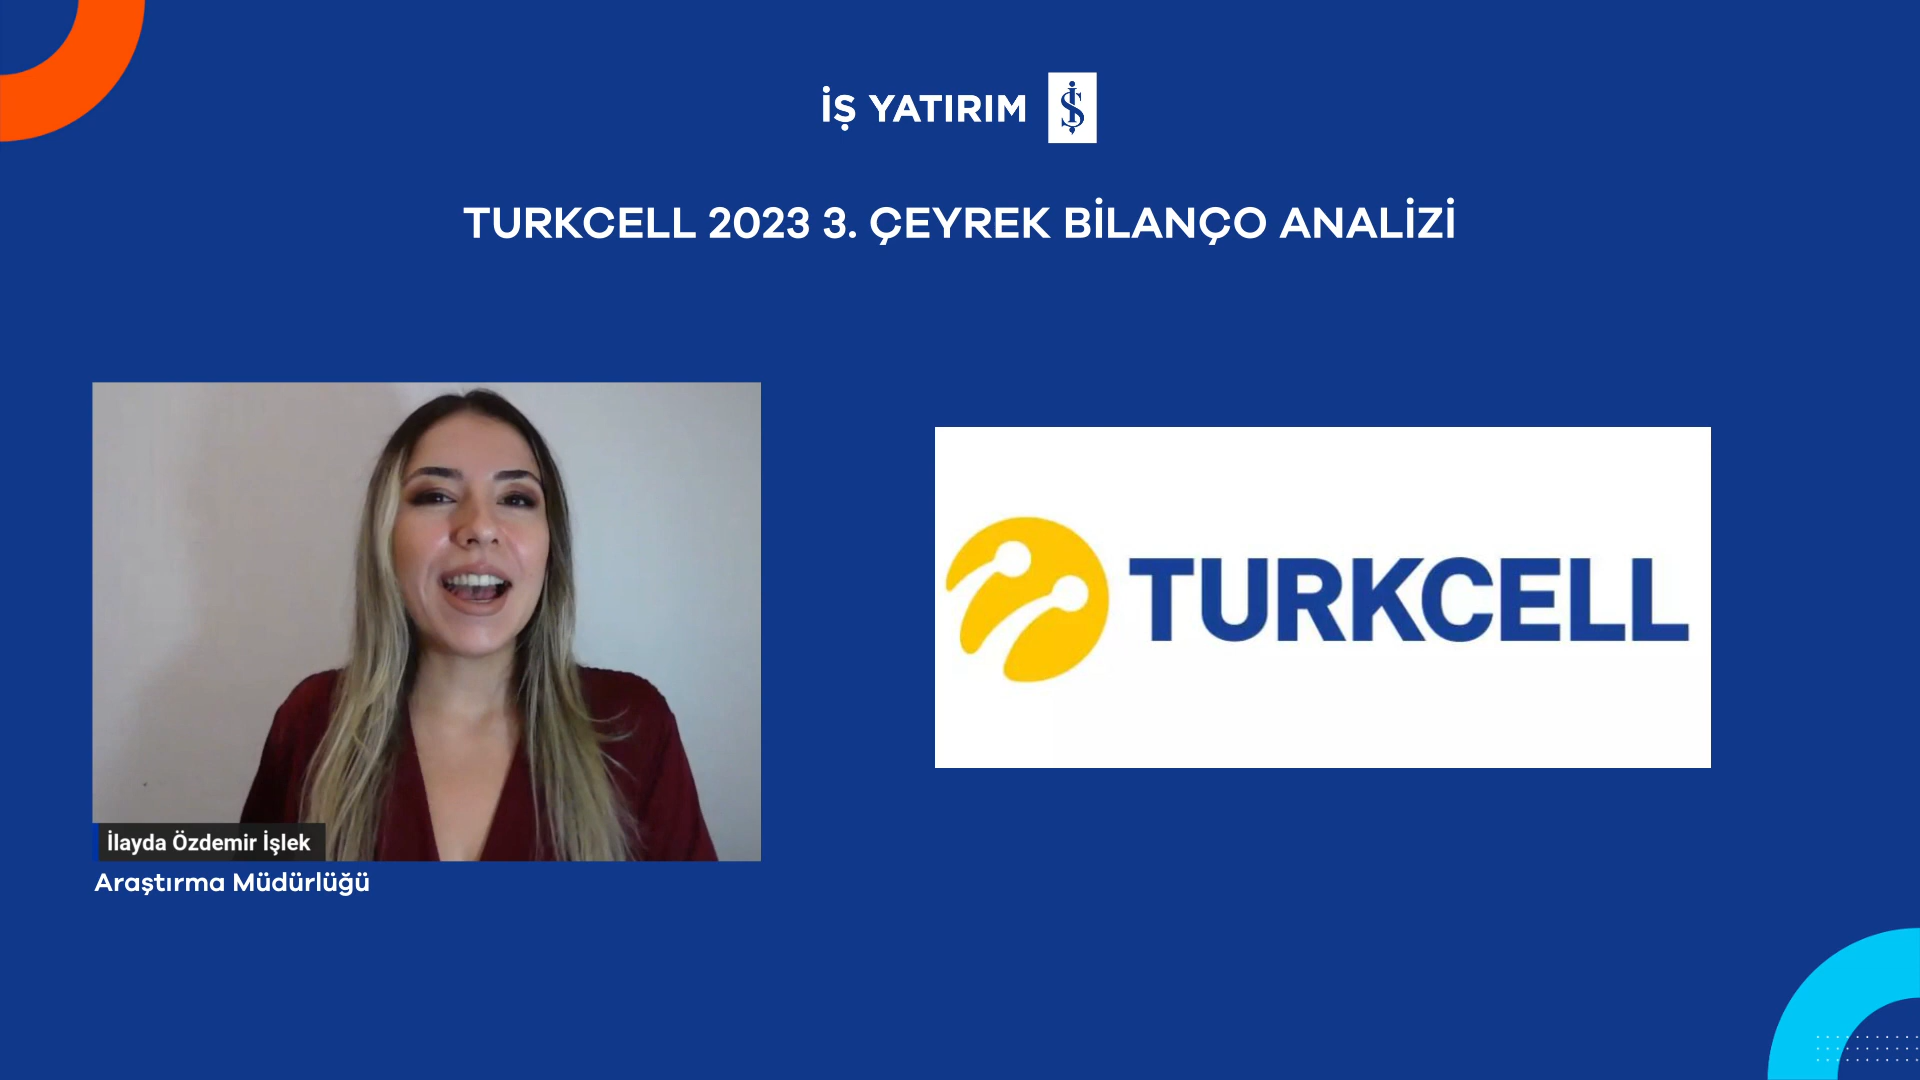 İŞ YATIRIM
TURKCELL 2023 3. ÇEYREK BİLANÇO ANALİZİ
TURKCELL
İlayda Özdemir İşlek
Araştırma Müdürlüğü